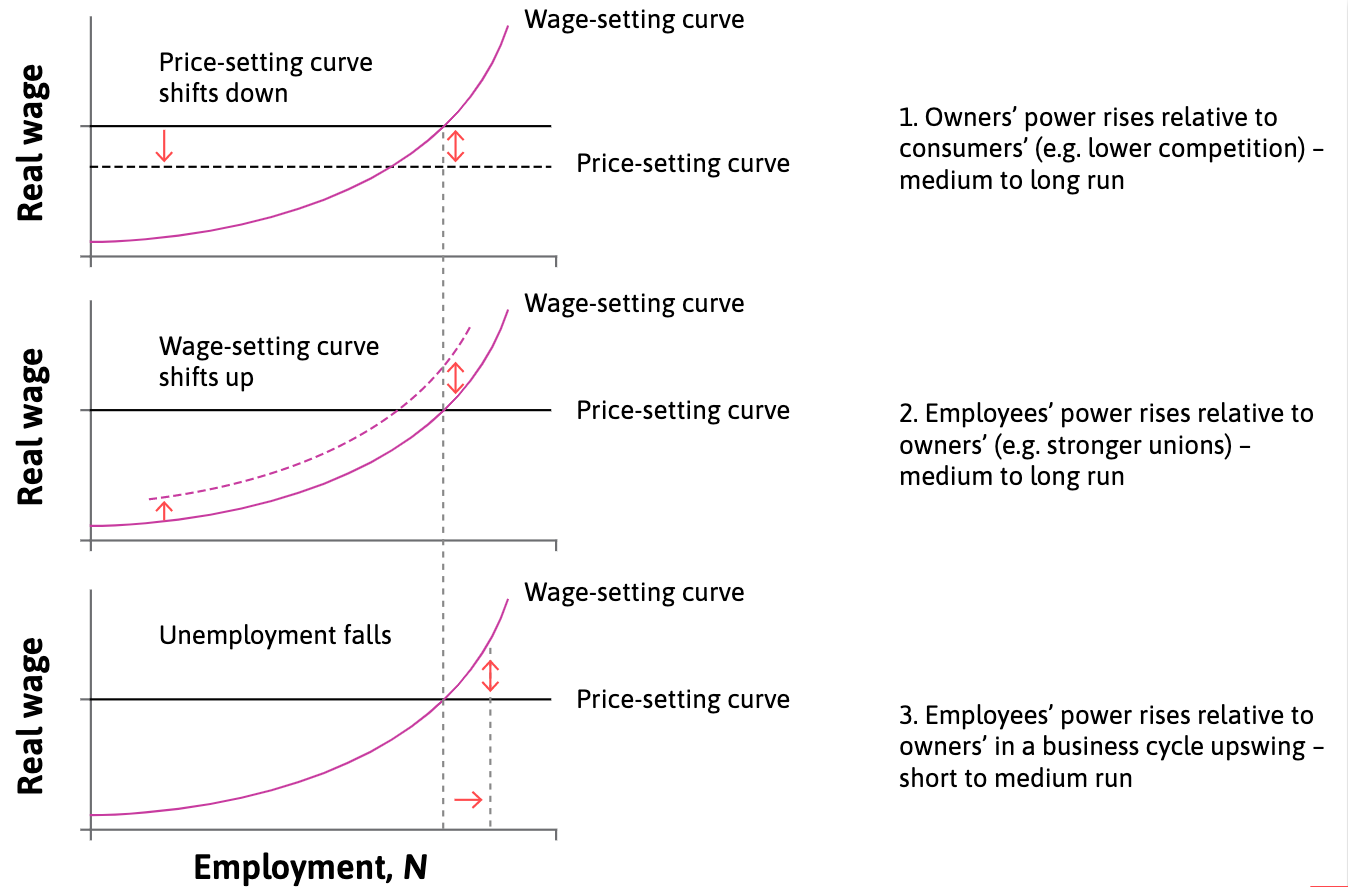 Wage-setting curve
Price-setting curve
shifts down
Real wage
Price-setting curve
1. Owners’ power rises relative to
consumers’ (e.g. lower competition) –
medium to long run
Wage-setting curve
Wage-setting curve
shifts up
Real wage
Price-setting curve
2. Employees’ power rises relative to
owners’ (e.g. stronger unions) –
medium to long run
Wage-setting curve
Unemployment falls
Real wage
Price-setting curve
3. Employees’ power rises relative to
owners’ in a business cycle upswing –
short to medium run
Employment, N